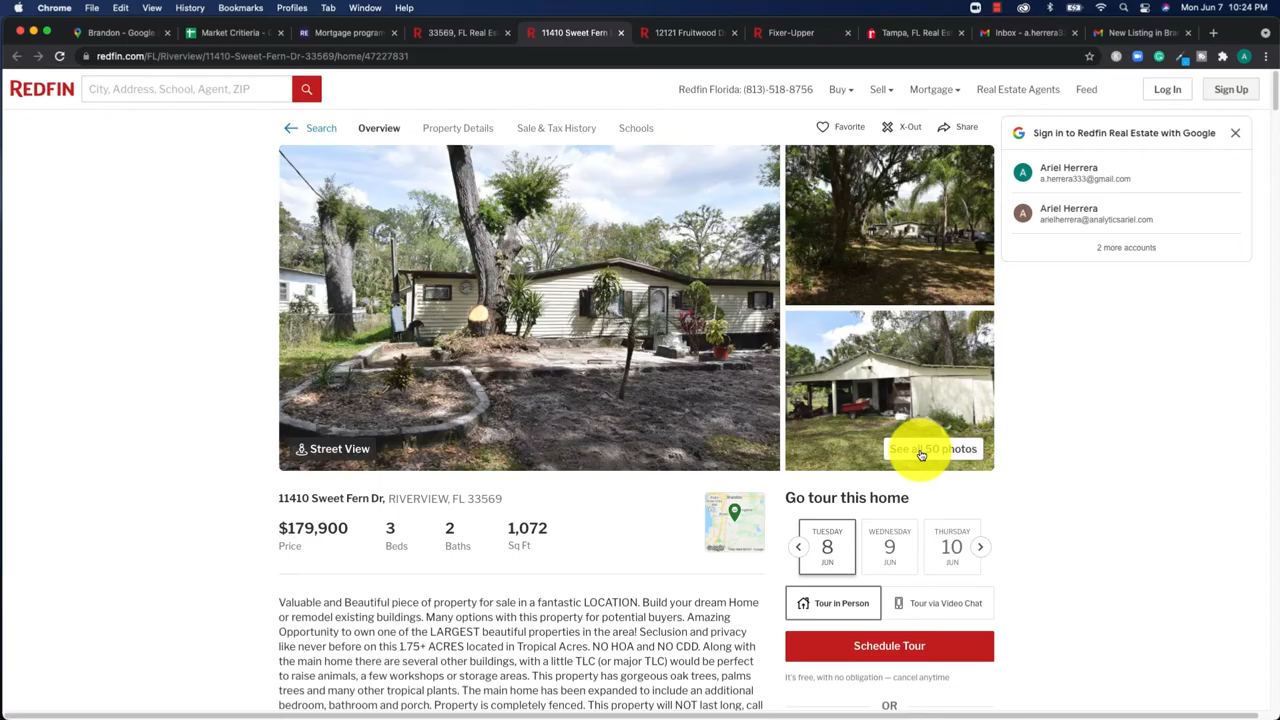 Chrome File Edit View History Bookmarks Profiles Tab Window Help
Mon Jun 7 10:24 PM
Brandon - Google
Market Critieria - G
Mortgage program
33569, FL Real Es
11410 Sweet Fern
12121 Fruitwood D
Fixer-Upper
Tampa, FL Real Es
Inbox - a.herrera3
New Listing in Bra
redfin.com/FL/Riverview/11410-Sweet-Fern-Dr-33569/home/47227831
REDFIN
City, Address, School, Agent, ZIP
Redfin Florida: (813)-518-8756
Buy
Sell
Mortgage
Real Estate Agents
Feed
Log In
Sign Up
Search
Overview
Property Details
Sale & Tax History
Schools
Favorite
X-Out
Share
Sign in to Redfin Real Estate with Google
A
Ariel Herrera
a.herrera333@gmail.com
A
Ariel Herrera
arielherrera@analyticsariel.com
2 more accounts
Street View
See all 50 photos
11410 Sweet Fern Dr, RIVERVIEW, FL 33569
$179,900 3 2 1,072
Price Beds Baths Sq Ft
Go tour this home
TUESDAY WEDNESDAY THURSDAY
8 9 10
JUN JUN JUN
Tour in Person
Tour via Video Chat
Schedule Tour
It's free, with no obligation — cancel anytime
OR
Valuable and Beautiful piece of property for sale in a fantastic LOCATION. Build your dream Home
or remodel existing buildings. Many options with this property for potential buyers. Amazing
Opportunity to own one of the LARGEST beautiful properties in the area! Seclusion and privacy
like never before on this 1.75+ ACRES located in Tropical Acres. NO HOA and NO CDD. Along with
the main home there are several other buildings, with a little TLC (or major TLC) would be perfect
to raise animals, a few workshops or storage areas. This property has gorgeous oak trees, palms
trees and many other tropical plants. The main home has been expanded to include an additional
bedroom, bathroom and porch. Property is completely fenced. This property will NOT last long, call